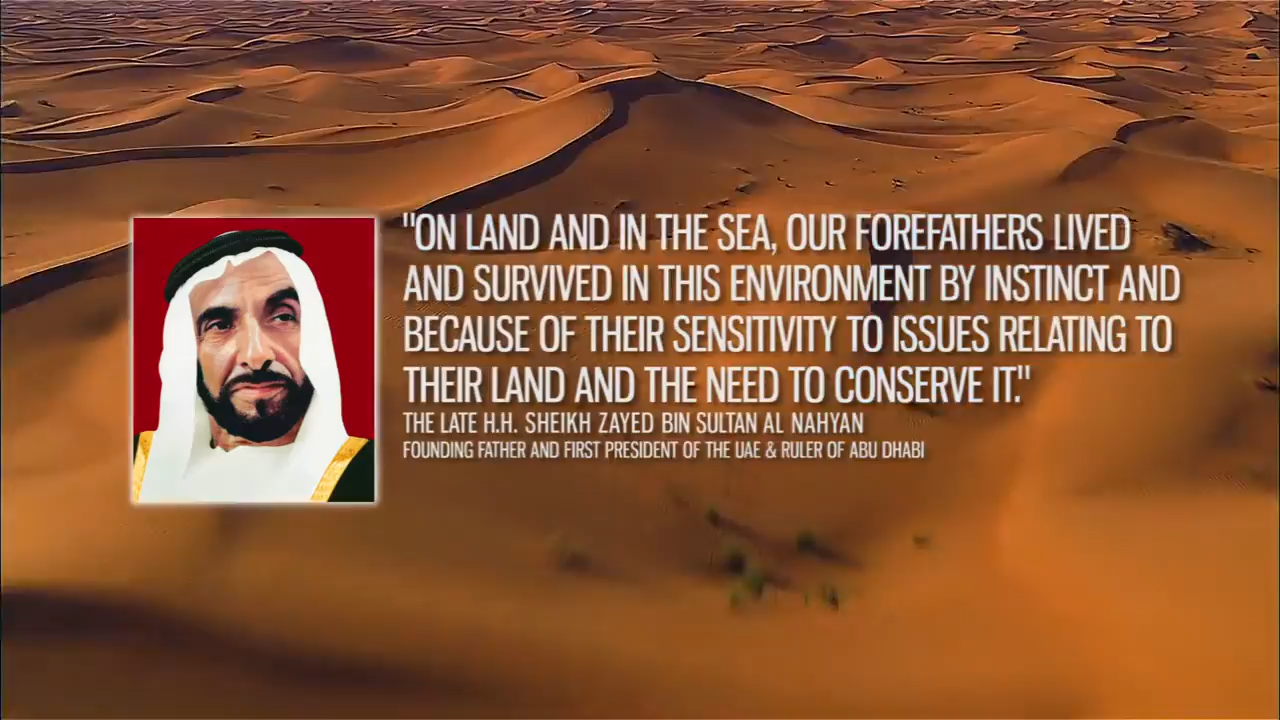 "ON LAND AND IN THE SEA, OUR FOREFATHERS LIVED
AND SURVIVED IN THIS ENVIRONMENT BY INSTINCT AND
BECAUSE OF THEIR SENSITIVITY TO ISSUES RELATING TO
THEIR LAND AND THE NEED TO CONSERVE IT."
THE LATE H.H. SHEIKH ZAYED BIN SULTAN AL NAHYAN
FOUNDING FATHER AND FIRST PRESIDENT OF THE UAE & RULER OF ABU DHABI